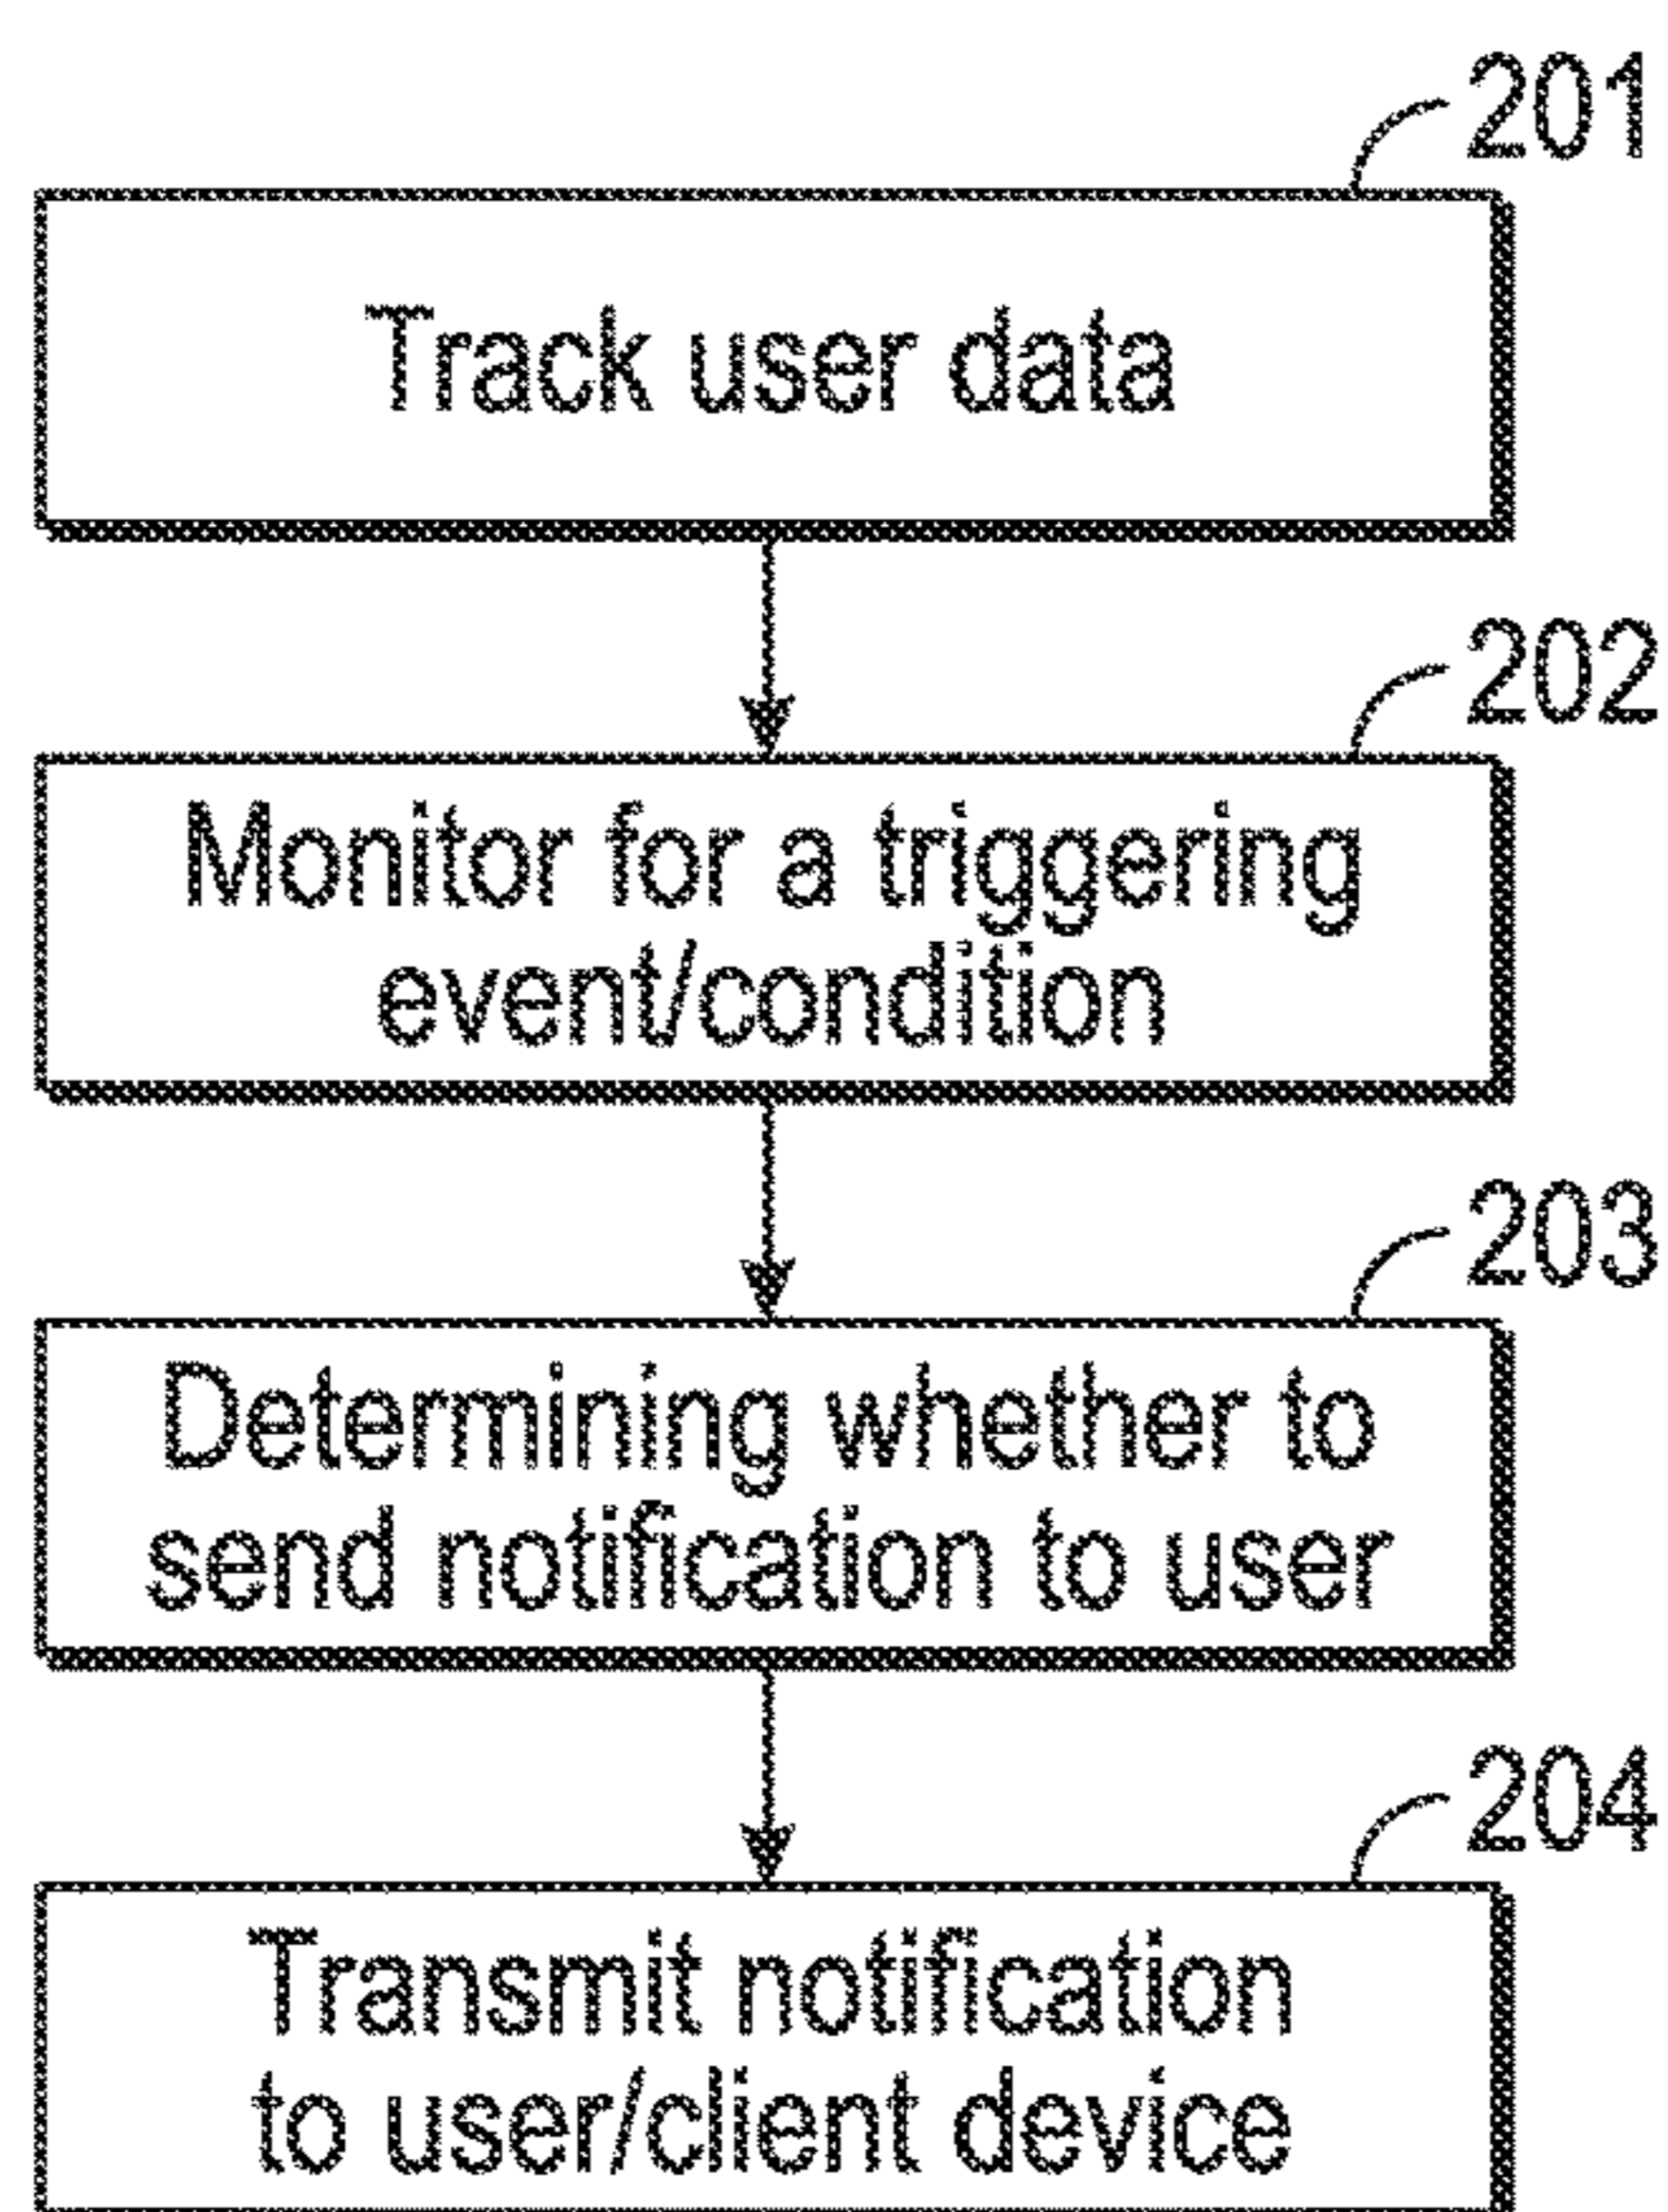 201
Track user data
202
Monitor for a triggering
event/condition
203
Determining whether to
send notification to user
204
Transmit notification
to user/client device